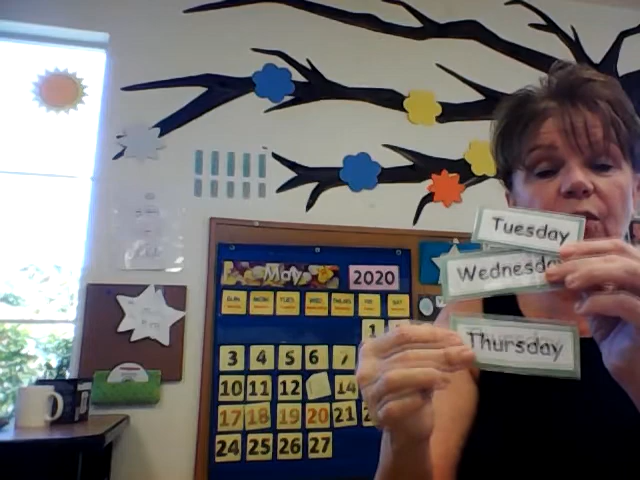 Tuesday
Wednesday
Thursday
May 2020
SUN. MON. TUES. WED. THURS. FRI. SAT.
1
3 4 5 6 7
10 11 12 14
17 18 19 20 21
24 25 26 27